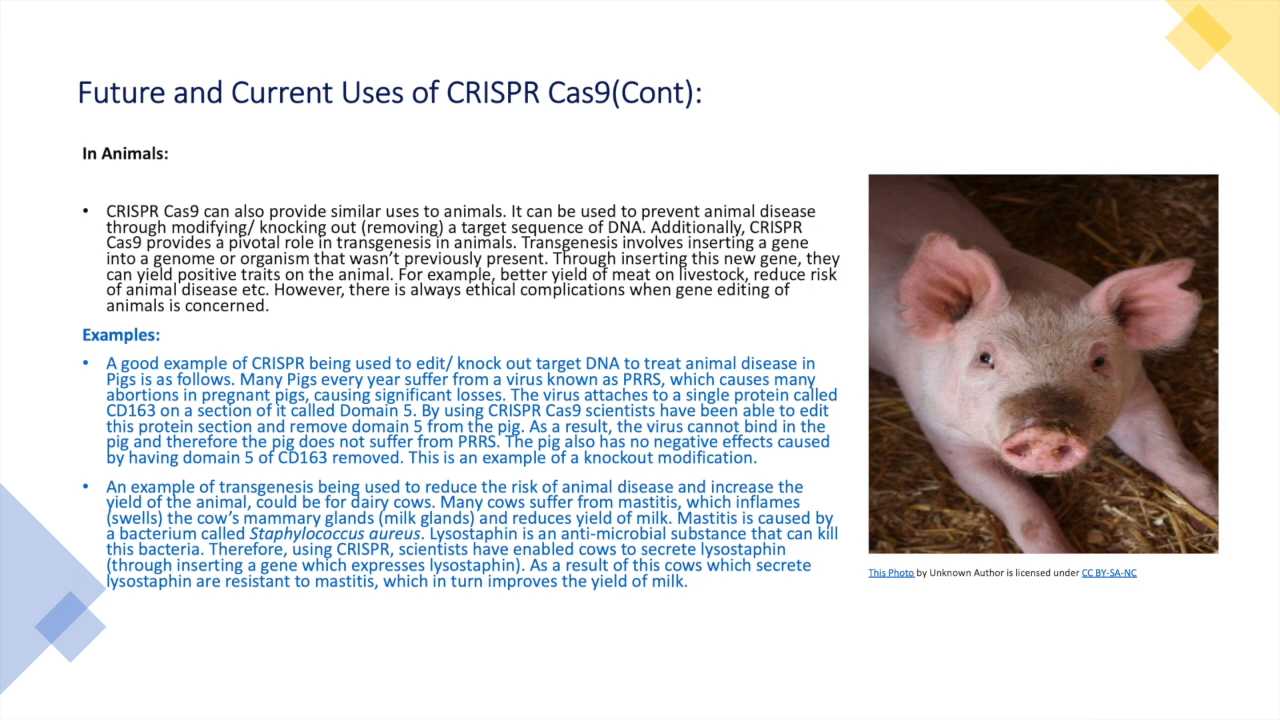 Future and Current Uses of CRISPR Cas9(Cont):
In Animals:
• CRISPR Cas9 can also provide similar uses to animals. It can be used to prevent animal disease
through modifying/ knocking out (removing) a target sequence of DNA. Additionally, CRISPR
Cas9 provides a pivotal role in transgenesis in animals. Transgenesis involves inserting a gene
into a genome or organism that wasn't previously present. Through inserting this new gene, they
can yield positive traits on the animal. For example, better yield of meat on livestock, reduce risk
of animal disease etc. However, there is always ethical complications when gene editing of
animals is concerned.
Examples:
• A good example of CRISPR being used to edit/ knock out target DNA to treat animal disease in
Pigs is as follows. Many Pigs every year suffer from a virus known as PRRS, which causes many
abortions in pregnant pigs, causing significant losses. The virus attaches to a single protein called
CD163 on a section of it called Domain 5. By using CRISPR Cas9 scientists have been able to edit
this protein section and remove domain 5 from the pig. As a result, the virus cannot bind in the
pig and therefore the pig does not suffer from PRRS. The pig also has no negative effects caused
by having domain 5 of CD163 removed. This is an example of a knockout modification.
• An example of transgenesis being used to reduce the risk of animal disease and increase the
yield of the animal, could be for dairy cows. Many cows suffer from mastitis, which inflames
(swells) the cow's mammary glands (milk glands) and reduces yield of milk. Mastitis is caused by
a bacterium called Staphylococcus aureus. Lysostaphin is an anti-microbial substance that can kill
this bacteria. Therefore, using CRISPR, scientists have enabled cows to secrete lysostaphin
(through inserting a gene which expresses lysostaphin). As a result of this cows which secrete
lysostaphin are resistant to mastitis, which in turn improves the yield of milk.
This Photo by Unknown Author is licensed under CC BY-SA-NC